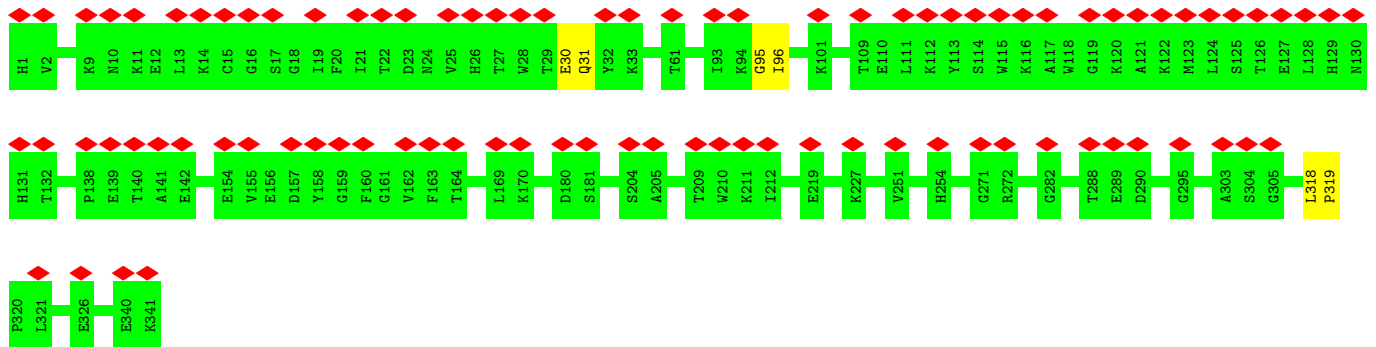 H1 V2 K9 N10 K11 E12 L13 K14 C15 G16 S17 G18 I19 F20 I21 T22 D23 N24 V25 H26 T27 W28 T29 E30 Q31 Y32 K33 T61 I93 K94 G95 I96 K101 T109 E110 L111 K112 Y113 S114 W115 K116 A117 W118 G119 K120 A121 K122 M123 L124 S125 T126 E127 L128 H129 N130
H131 T132 P138 E139 T140 A141 E142 E154 V155 E156 D157 Y158 G159 F160 G161 V162 F163 T164 L169 K170 D180 S181 S204 A205 T209 W210 K211 I212 E219 K227 V251 H254 G271 R272 G282 T288 E289 D290 G295 A303 S304 G305 L318 P319
P320 L321 E326 E340 K341